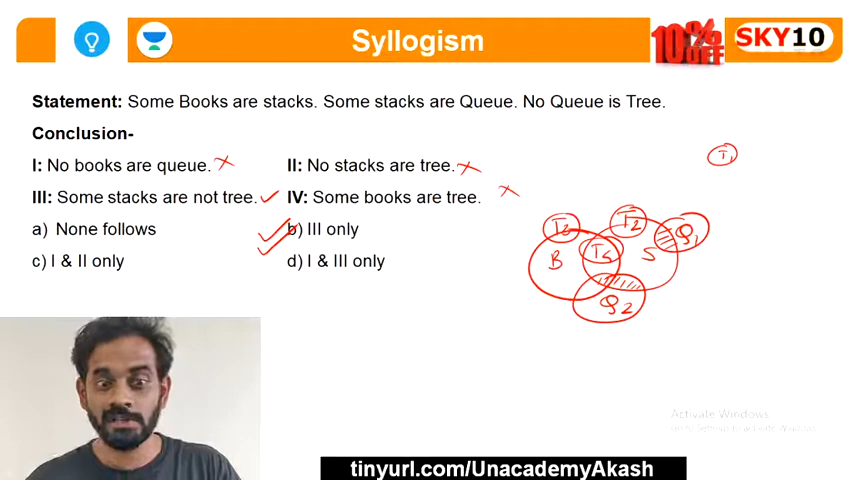 Syllogism
10% OFF
SKY10
Statement: Some Books are stacks. Some stacks are Queue. No Queue is Tree.
Conclusion-
I: No books are queue. II: No stacks are tree.
III: Some stacks are not tree. IV: Some books are tree.
a) None follows b) III only
c) I & II only d) I & III only
T1
T3 T2
B T4 S Q1
Q2
Activate Windows
tinyurl.com/UnacademyAkash